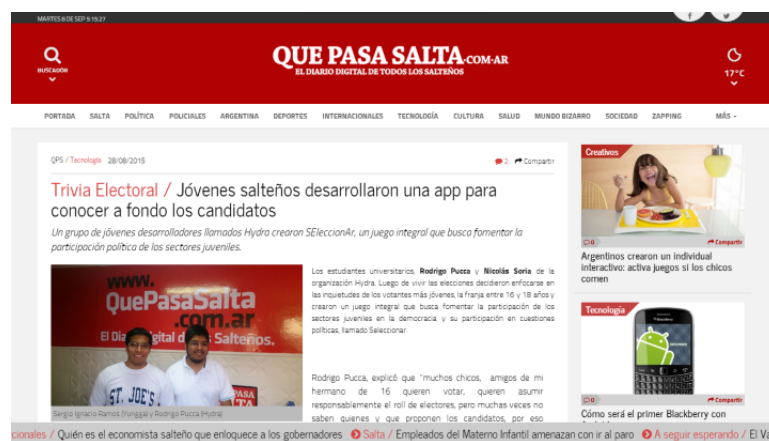 MARTES 8 DE SEP 5:15:27
BUSCADOR
QUE PASA SALTA.COM.AR
EL DIARIO DIGITAL DE TODOS LOS SALTEÑOS
17°C
PORTADA SALTA POLÍTICA POLICIALES ARGENTINA DEPORTES INTERNACIONALES TECNOLOGÍA CULTURA SALUD MUNDO BIZARRO SOCIEDAD ZAPPING MÁS
QPS / Tecnología 28/08/2015
2 Compartir
Trivia Electoral / Jóvenes salteños desarrollaron una app para
conocer a fondo los candidatos
Un grupo de jóvenes desarrolladores llamados Hydra crearon SEleccionAr, un juego integral que busca fomentar la
participación política de los sectores juveniles.
www.
QuePasaSalta
.com.ar
El Diario Digital de Salteños.
ST. JOE'S
Sergio Ignacio Ramos (Yungga) y Rodrigo Pucca (Hydra)
Los estudiantes universitarios, Rodrigo Pucca y Nicolás Soria de la
organización Hydra. Luego de vivir las elecciones decidieron enfocarse en
las inquietudes de los votantes más jóvenes, la franja entre 16 y 18 años y
crearon un juego integral que busca fomentar la participación de los
sectores juveniles en la democracia y su participación en cuestiones
políticas, llamado Seleccionar.
Rodrigo Pucca, explicó que "muchos chicos, amigos de mi
hermano de 16 quieren votar, quieren asumir
responsablemente el roll de electores, pero muchas veces no
saben quienes y que proponen los candidatos, por eso
Creativos
0 Compartir
Argentinos crearon un individual
interactivo: activa juegos si los chicos
comen
Tecnología
0 Compartir
Cómo será el primer Blackberry con
cionales / Quién es el economista salteño que enloquece a los gobernadores Salta / Empleados del Materno Infantil amenazan con ir al paro A seguir esperando / El Va